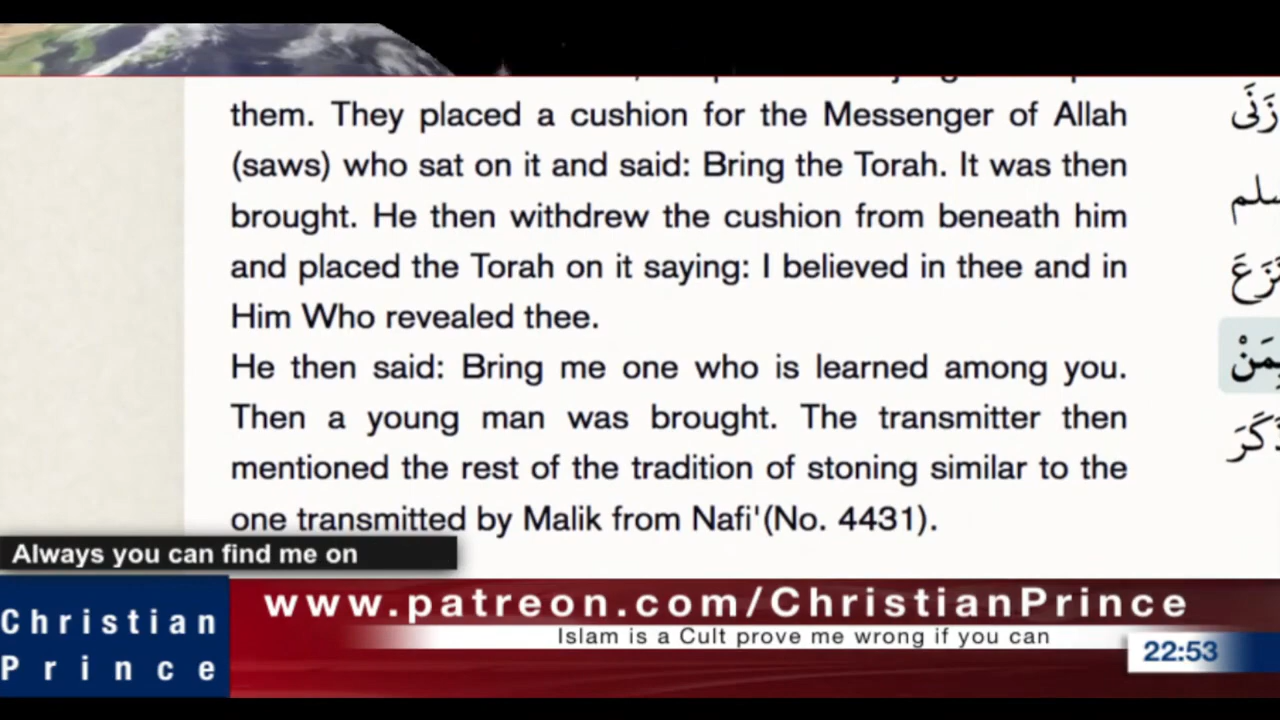 them. They placed a cushion for the Messenger of Allah
(saws) who sat on it and said: Bring the Torah. It was then
brought. He then withdrew the cushion from beneath him
and placed the Torah on it saying: I believed in thee and in
Him Who revealed thee.
He then said: Bring me one who is learned among you.
Then a young man was brought. The transmitter then
mentioned the rest of the tradition of stoning similar to the
one transmitted by Malik from Nafi'(No. 4431).
Always you can find me on
Christian
Prince
www.patreon.com/ChristianPrince
Islam is a Cult prove me wrong if you can
22:53